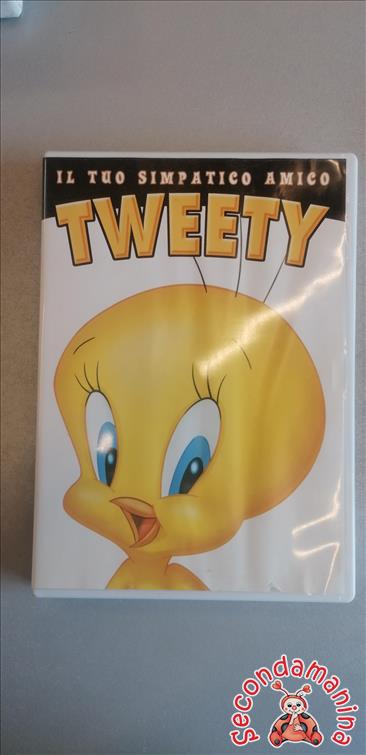 IL TUO SIMPATICO AMICO
TWEETY
secondamanina